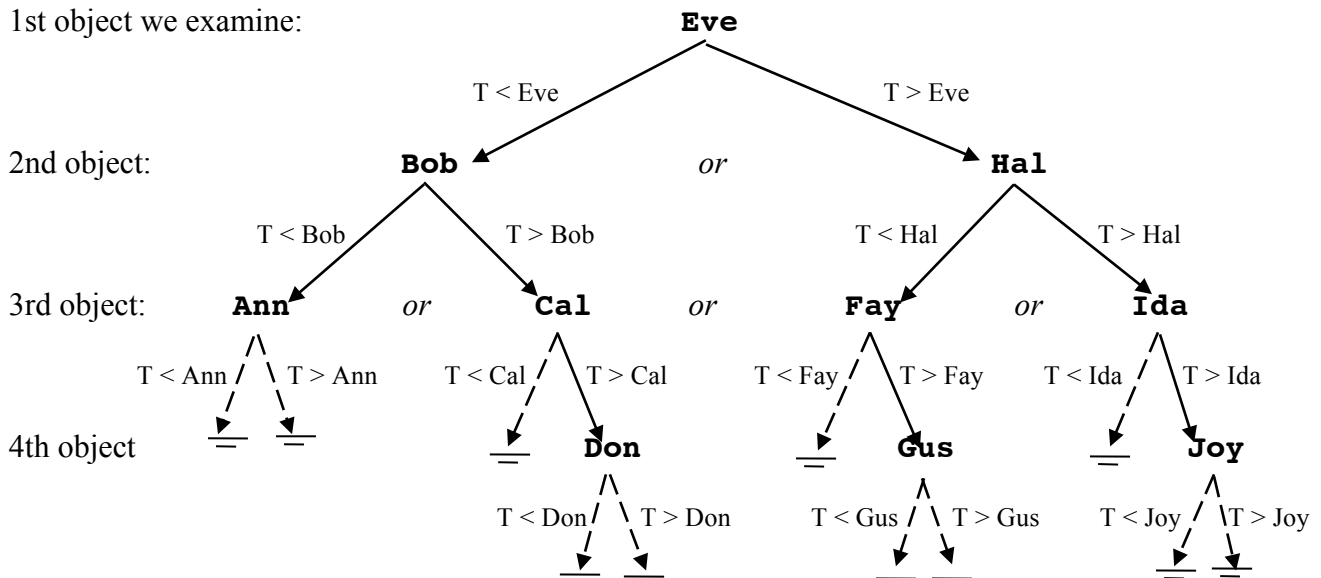 1st object we examine: Eve
T < Eve T > Eve
2nd object: Bob or Hal
T < Bob T > Bob T < Hal T > Hal
3rd object: Ann or Cal or Fay or Ida
T < Ann T > Ann T < Cal T > Cal T < Fay T > Fay T < Ida T > Ida
4th object Don Gus Joy
T < Don T > Don T < Gus T > Gus T < Joy T > Joy